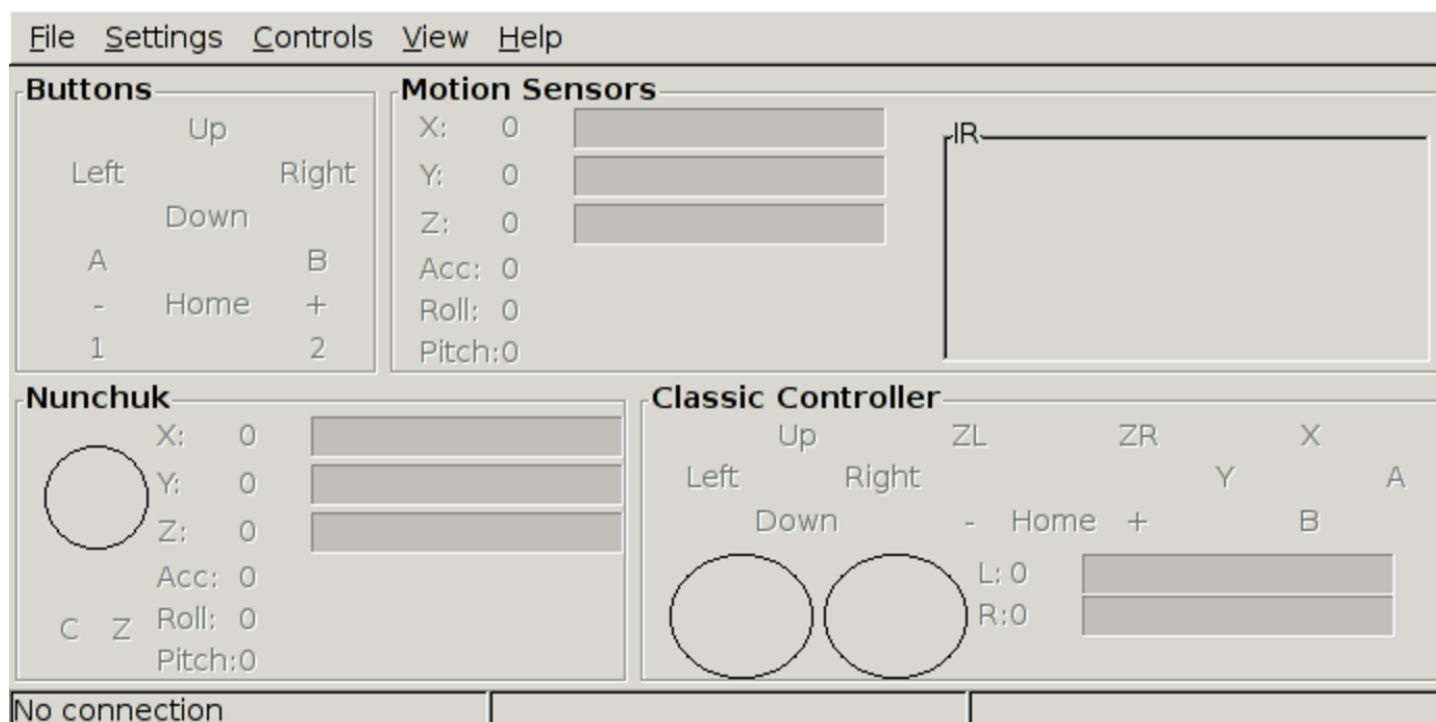 File Settings Controls View Help
Buttons
Up
Left Right
Down
A B
- Home +
1 2
Motion Sensors
X: 0
Y: 0
Z: 0
Acc: 0
Roll: 0
Pitch:0
IR
Nunchuk
X: 0
Y: 0
Z: 0
Acc: 0
C Z Roll: 0
Pitch:0
Classic Controller
Up ZL ZR X
Left Right Y A
Down - Home + B
L: 0
R:0
No connection